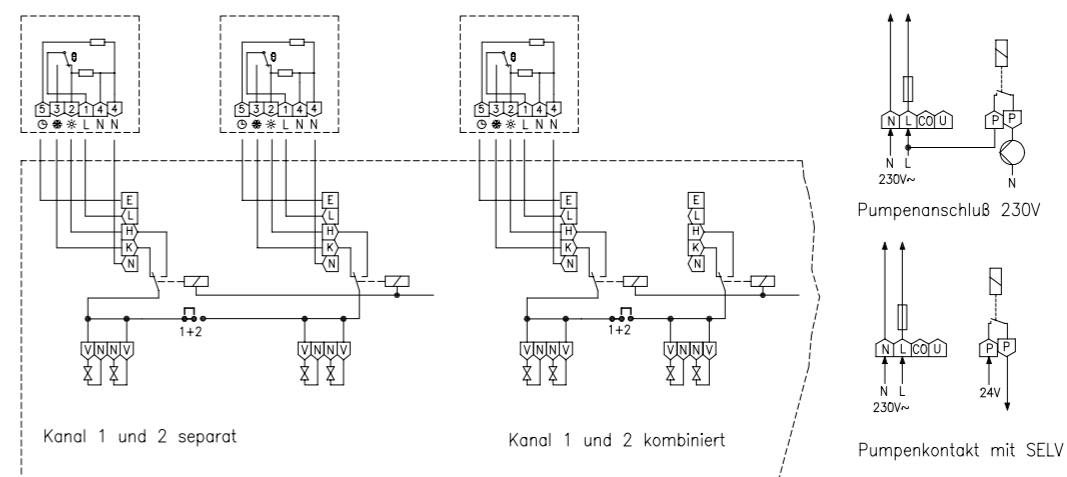 5 3 2 1 4 4
L N N
5 3 2 1 4 4
L N N
5 3 2 1 4 4
L N N
E
L
H
K
N
E
L
H
K
N
E
L
H
K
N
E
L
H
K
N
1+2
1+2
V N N V
V N N V
V N N V
V N N V
Kanal 1 und 2 separat
Kanal 1 und 2 kombiniert
N L CO U
P P
N L
230V~
N
Pumpenanschluß 230V
N L CO U
P P
N L
230V~
24V
Pumpenkontakt mit SELV